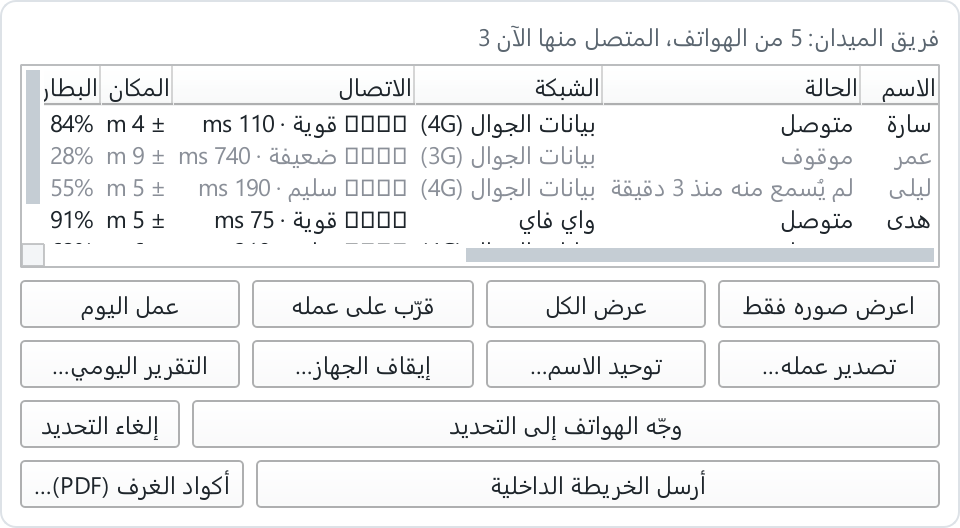 فريق الميدان: 5 من الهواتف، المتصل منها الآن 3
الاسم الحالة الشبكة الاتصال المكان
سارة متصل بيانات الجوال (4G) قوية · 110 ms ± 4 m 84%
عمر موقوف بيانات الجوال (3G) ضعيفة · 740 ms ± 9 m 28%
ليلى لم يُسمع منه منذ 3 دقيقة بيانات الجوال (4G) سليم · 190 ms ± 5 m 55%
هدى متصل واي فاي قوية · 75 ms ± 5 m 91%
اعرض صوره فقط عرض الكل قرّب على عمله عمل اليوم
تصدير عمله... توحيد الاسم... إيقاف الجهاز... التقرير اليومي...
وجّه الهواتف إلى التحديد إلغاء التحديد
أرسل الخريطة الداخلية أكواد الغرف (PDF)...